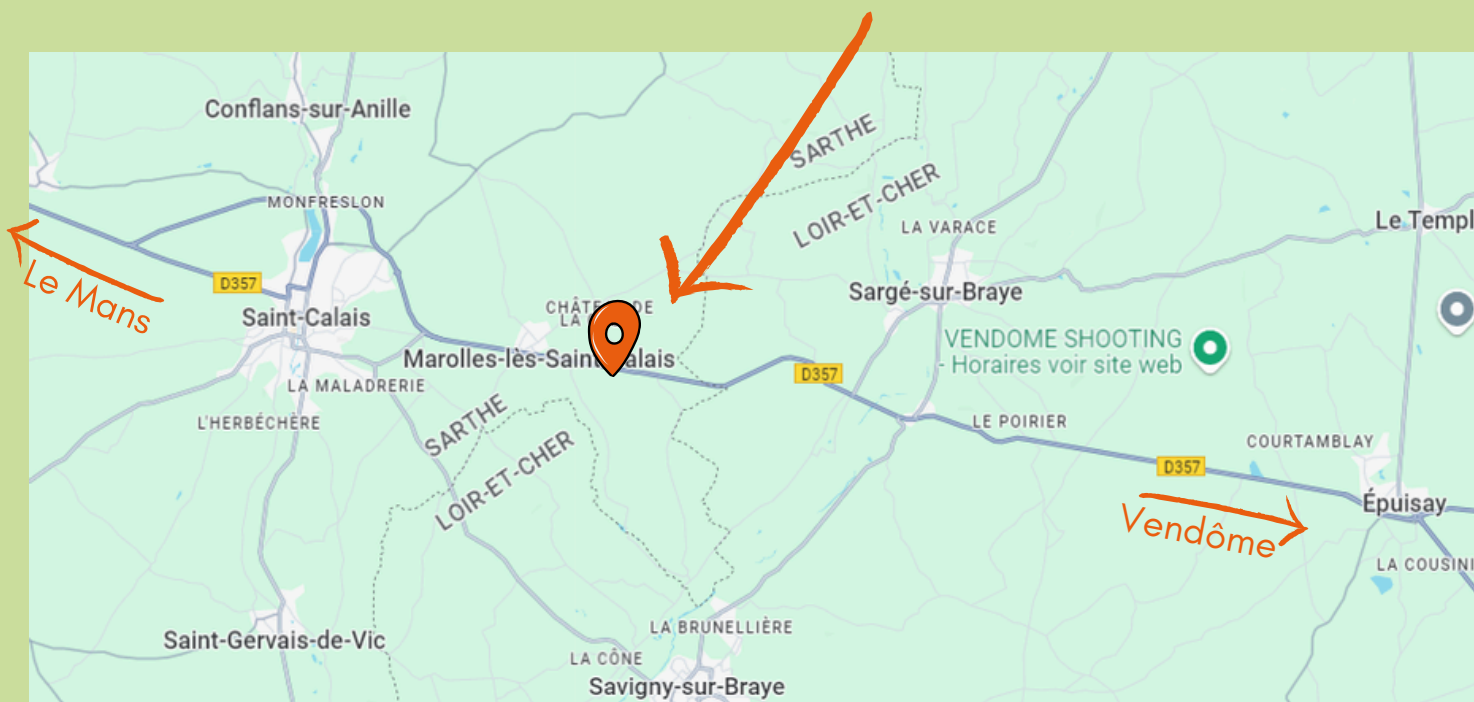 Conflans-sur-Anille
SARTHE
LOIR-ET-CHER
MONFRESLON
LA VARACE
Le Templ
Le Mans
D357
Saint-Calais
Sargé-sur-Braye
LA
Marolles-lès-Saint
VENDOME SHOOTING
- Horaires voir site web
D357
LA MALADRERIE
L'HERBÉCHÈRE
SARTHE
LOIR-ET-CHER
LE POIRIER
COURTAMBLAY
D357
Épuisay
Vendôme
LA COUSINI
LA BRUNELLIÈRE
Saint-Gervais-de-Vic
LA CÔNE
Savigny-sur-Braye